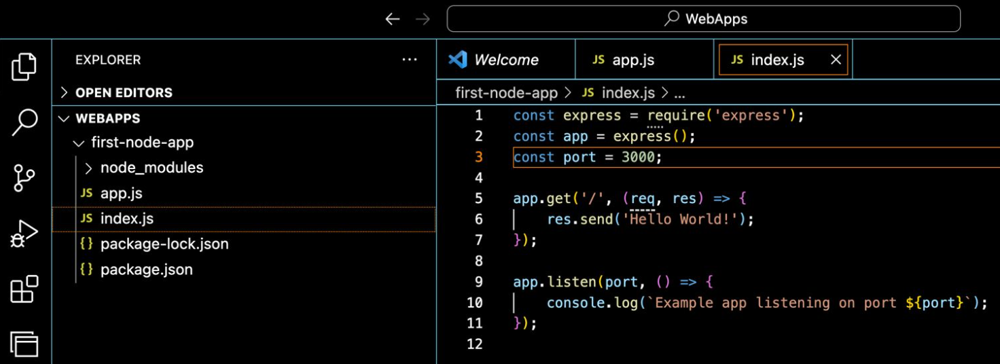 WebApps
EXPLORER
...
OPEN EDITORS
WEBAPPS
first-node-app
node_modules
JS app.js
JS index.js
{} package-lock.json
{} package.json
Welcome
JS app.js
JS index.js
first-node-app > JS index.js > ...
1 const express = require('express');
2 const app = express();
3 const port = 3000;
4
5 app.get('/', (req, res) => {
6 res.send('Hello World!');
7 });
8
9 app.listen(port, () => {
10 console.log(`Example app listening on port ${port}`);
11 });
12